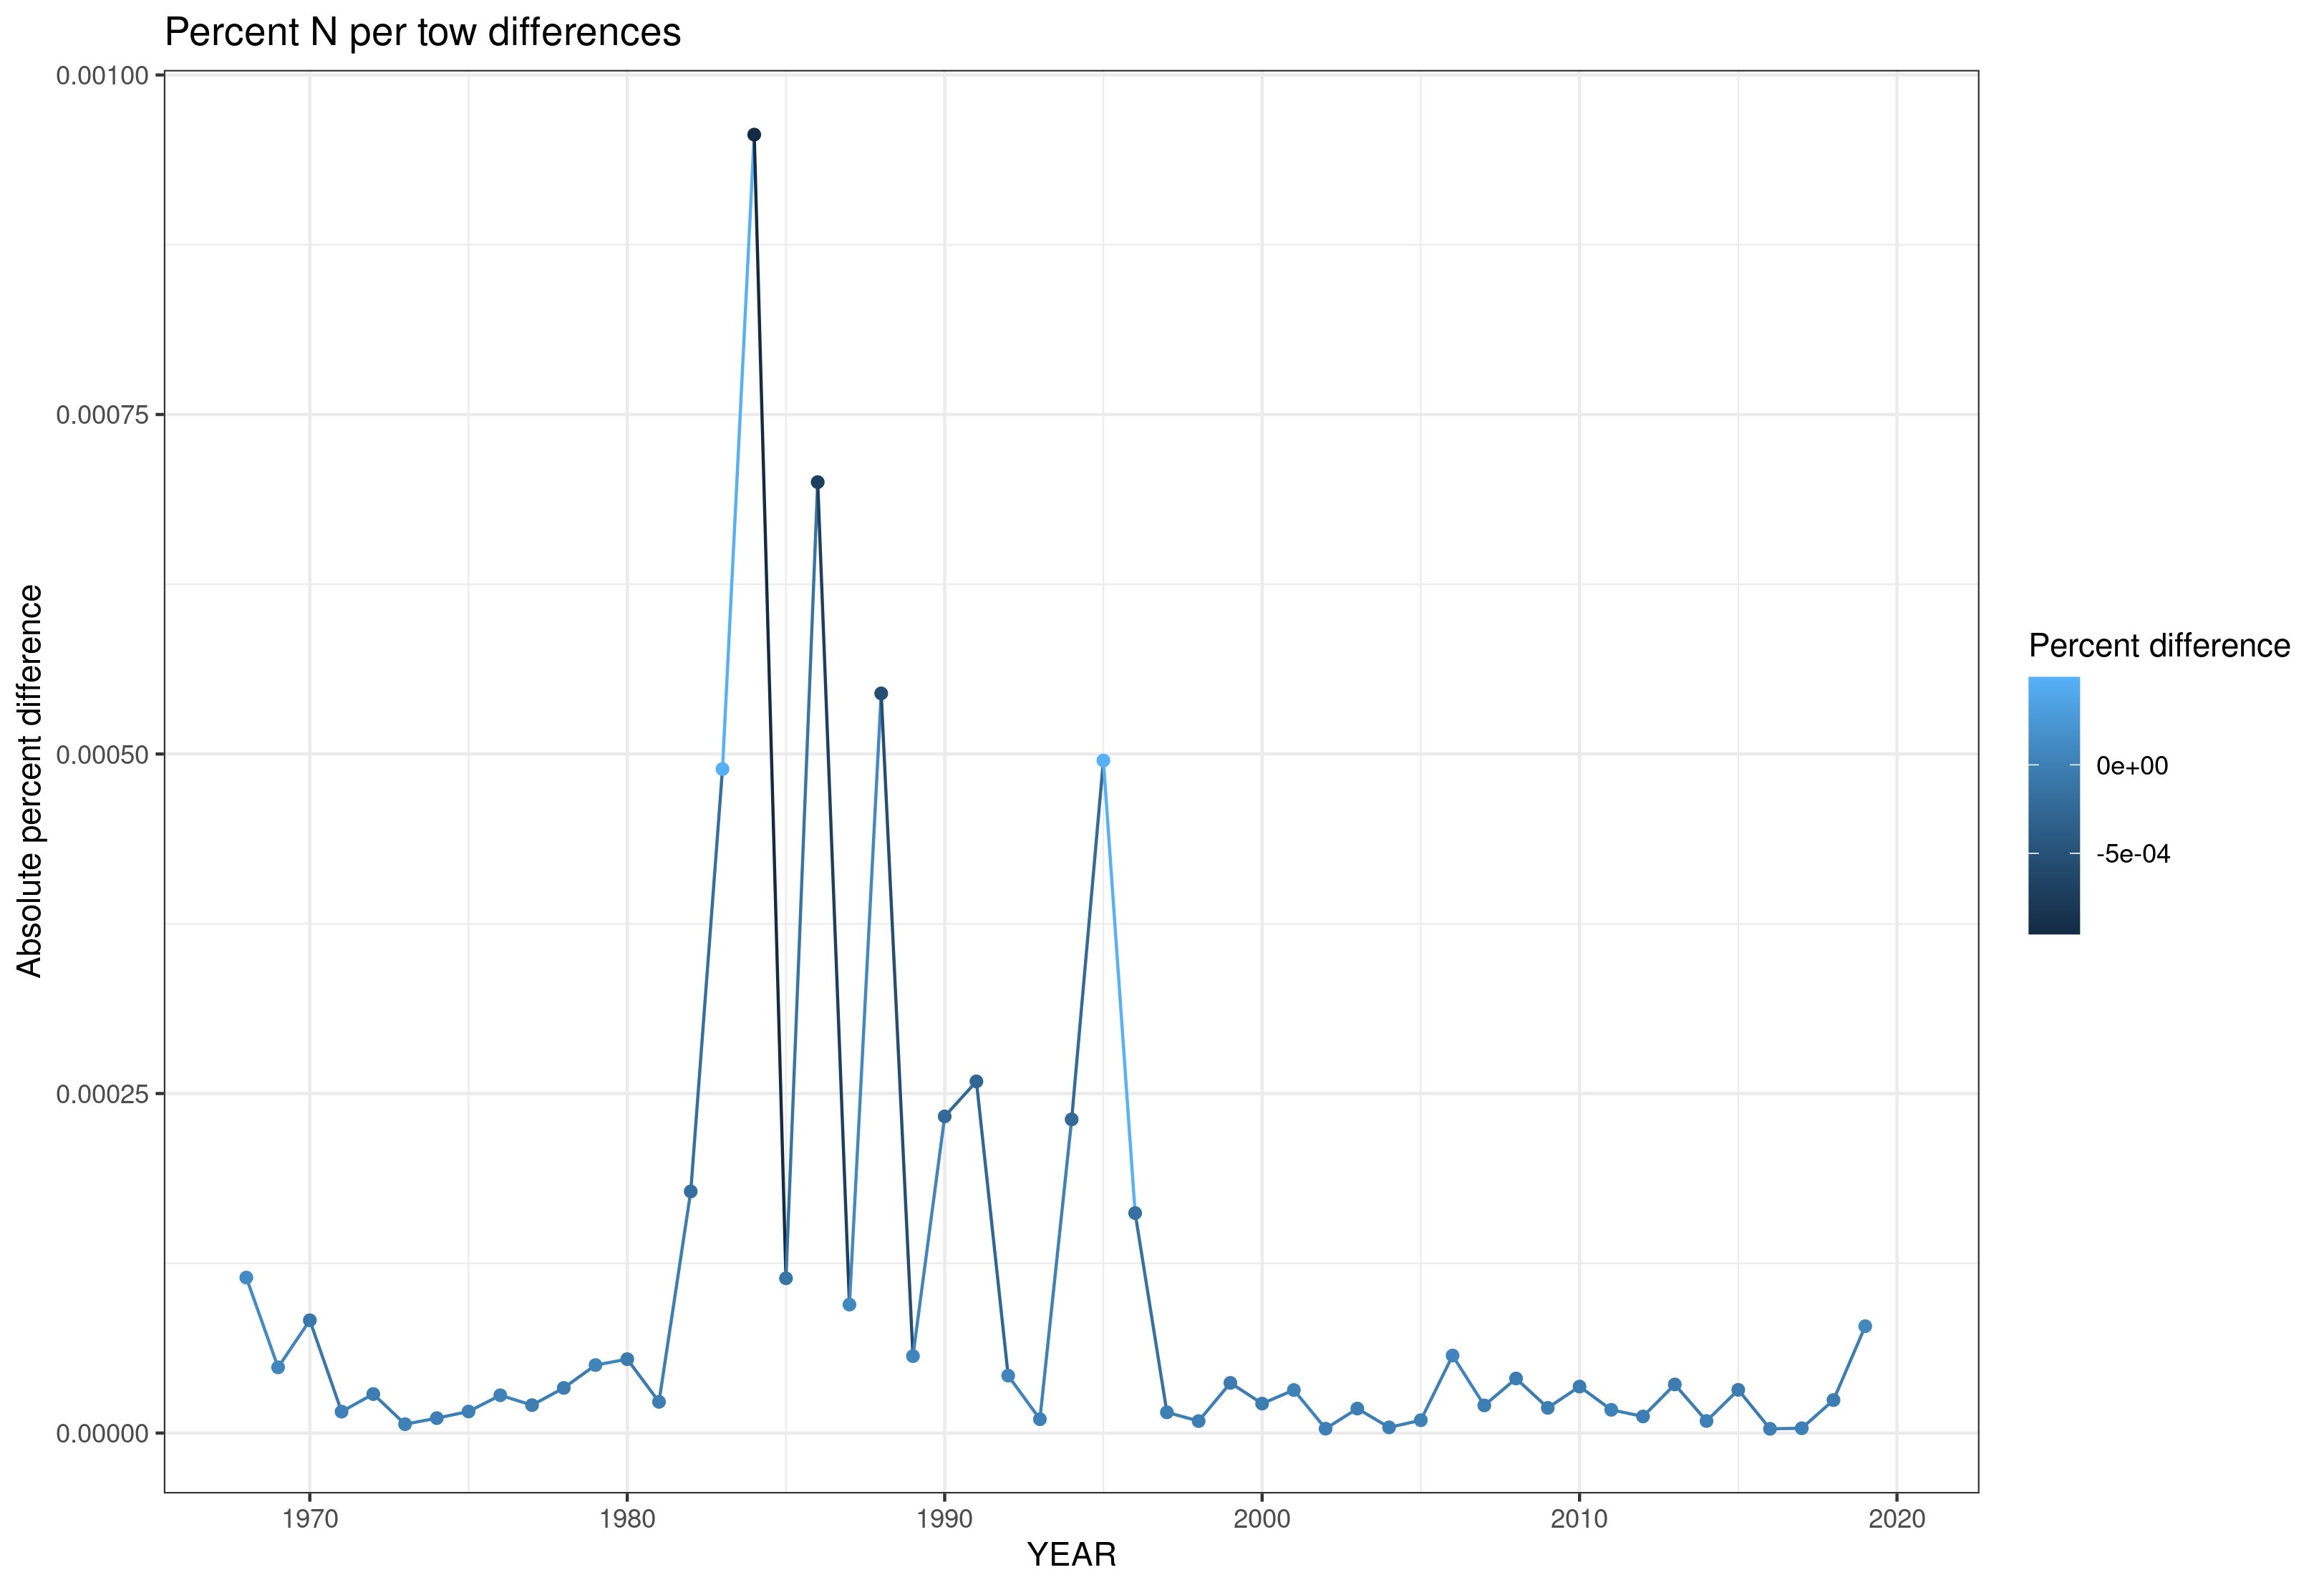 Percent N per tow differences
0.00100
0.00075
0.00050
0.00025
0.00000
Absolute percent difference
1970 1980 1990 2000 2010 2020
YEAR
Percent difference
0e+00
-5e-04